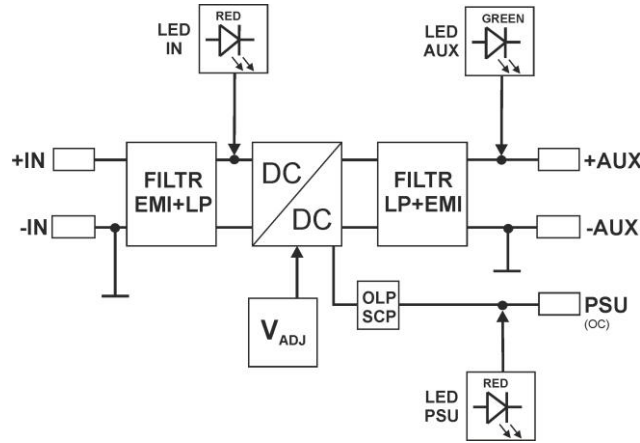 LED
IN
RED
LED
AUX
GREEN
+IN
-IN
FILTR
EMI+LP
DC
DC
FILTR
LP+EMI
+AUX
-AUX
VADJ
OLP
SCP
PSU
(OC)
LED
PSU
RED